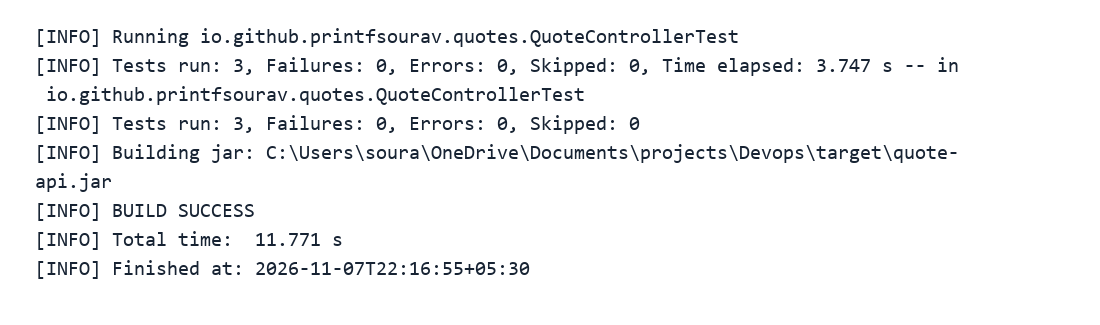 [INFO] Running io.github.printfsourav.quotes.QuoteControllerTest
[INFO] Tests run: 3, Failures: 0, Errors: 0, Skipped: 0, Time elapsed: 3.747 s -- in
 io.github.printfsourav.quotes.QuoteControllerTest
[INFO] Tests run: 3, Failures: 0, Errors: 0, Skipped: 0
[INFO] Building jar: C:\Users\soura\OneDrive\Documents\projects\Devops\target\quote-
api.jar
[INFO] BUILD SUCCESS
[INFO] Total time:  11.771 s
[INFO] Finished at: 2026-11-07T22:16:55+05:30